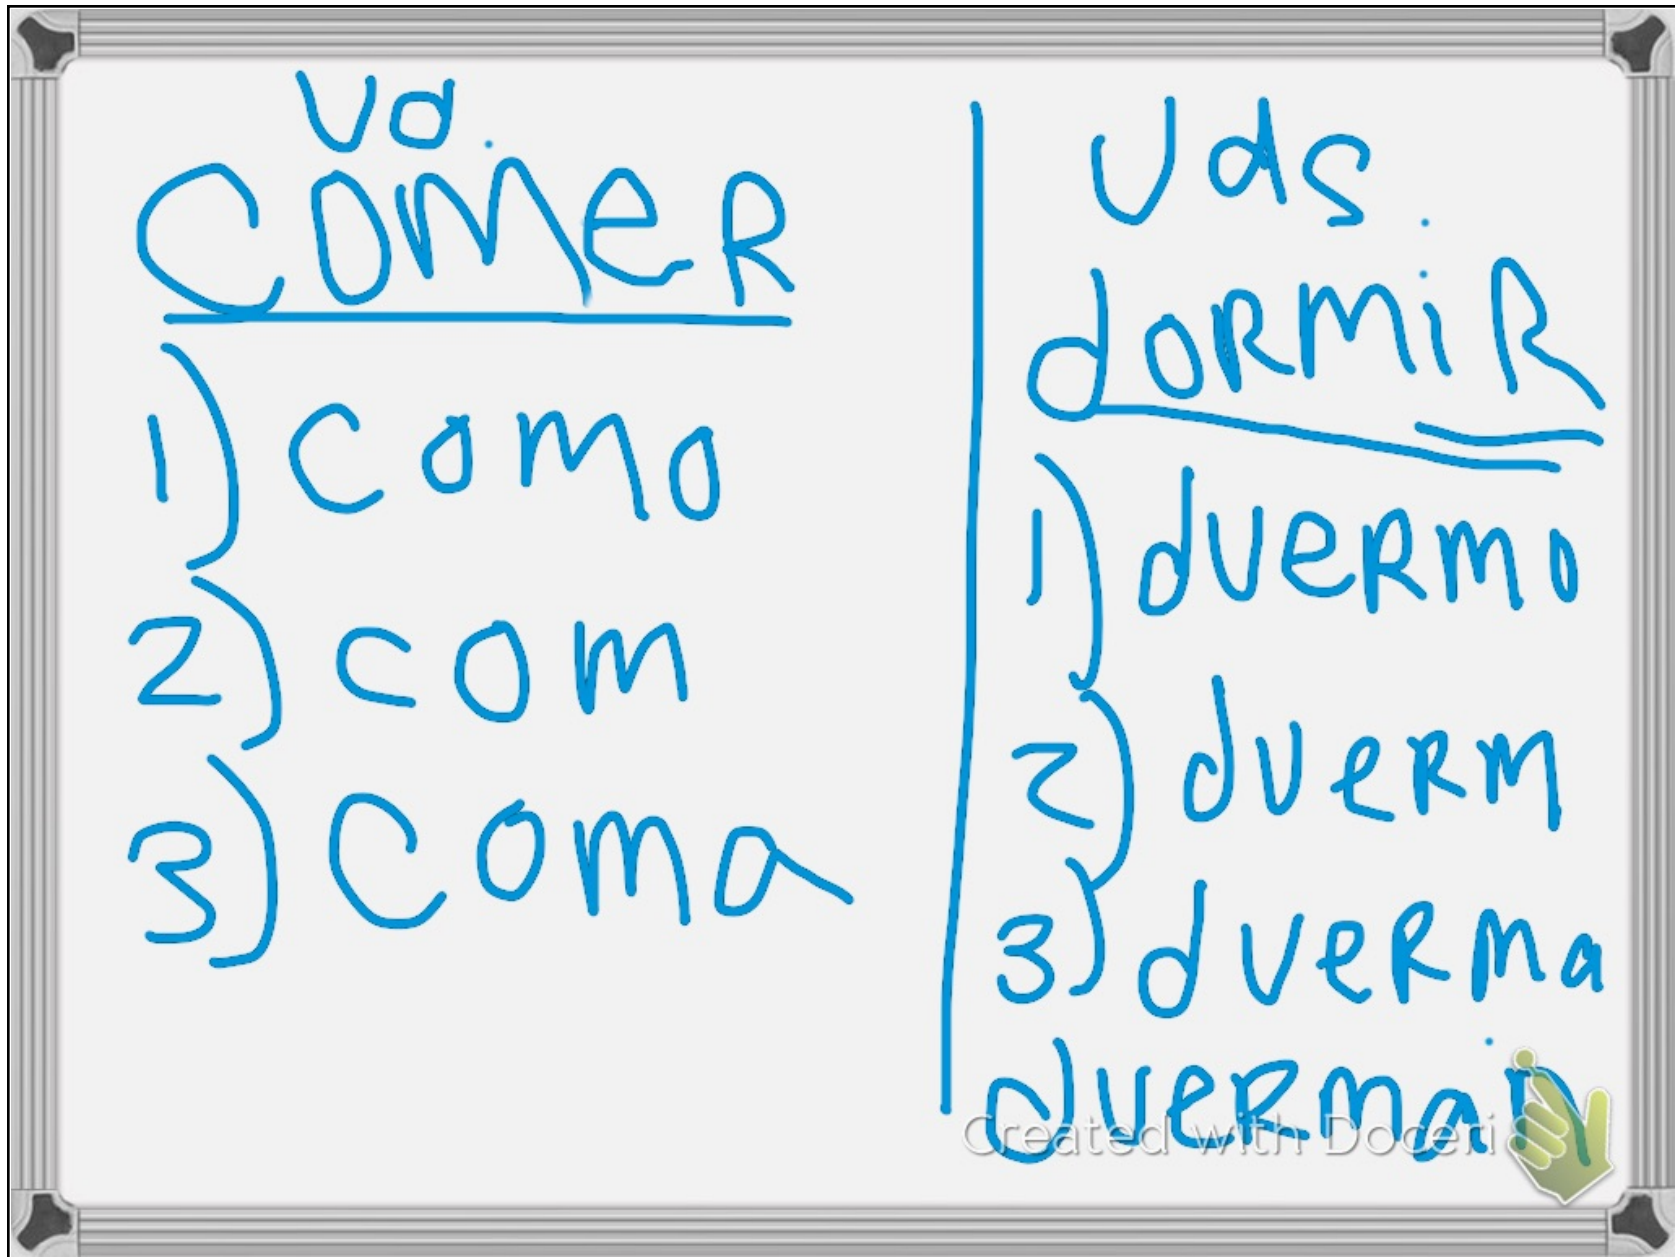 Ud.
COMER
1) como
2) com
3) Coma
Uds.
dORMiR
1) dueRmo
2) dueRm
3) dueRma
dueRman
Created with Doceri